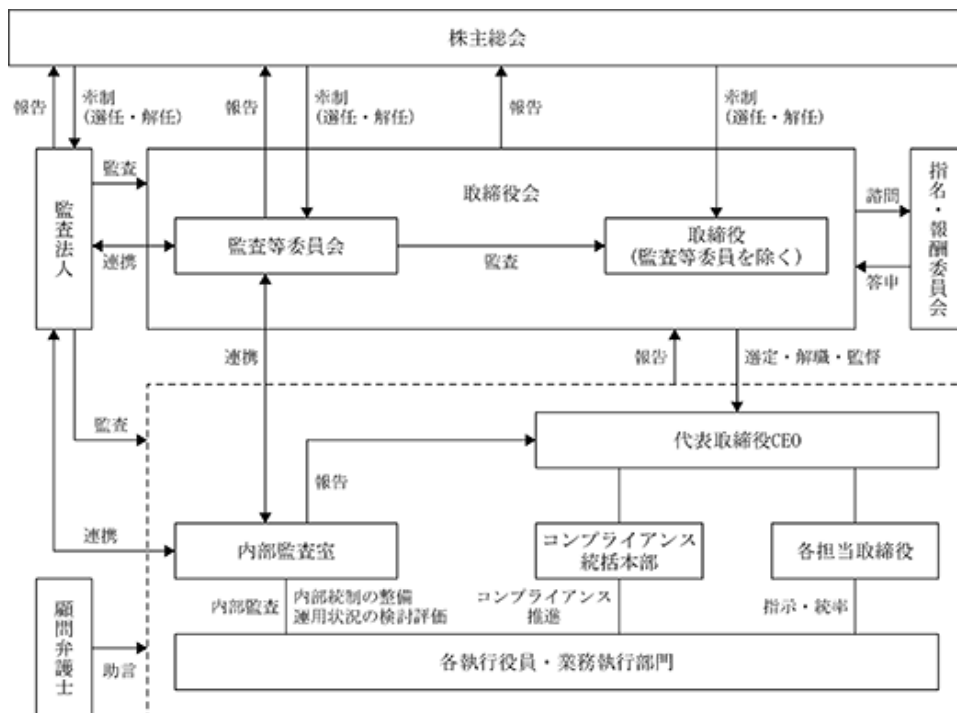 株主総会
報告
牽制
(選任・解任)
報告
牽制
(選任・解任)
報告
牽制
(選任・解任)
監査法人
監査
取締役会
諮問
指名・報酬委員会
連携
監査等委員会
監査
取締役
(監査等委員を除く)
答申
連携
報告
選定・解職・監督
監査
代表取締役CEO
報告
連携
内部監査室
コンプライアンス
統括本部
各担当取締役
内部監査
内部統制の整備
運用状況の検討評価
コンプライアンス
推進
指示・統率
顧問弁護士
助言
各執行役員・業務執行部門